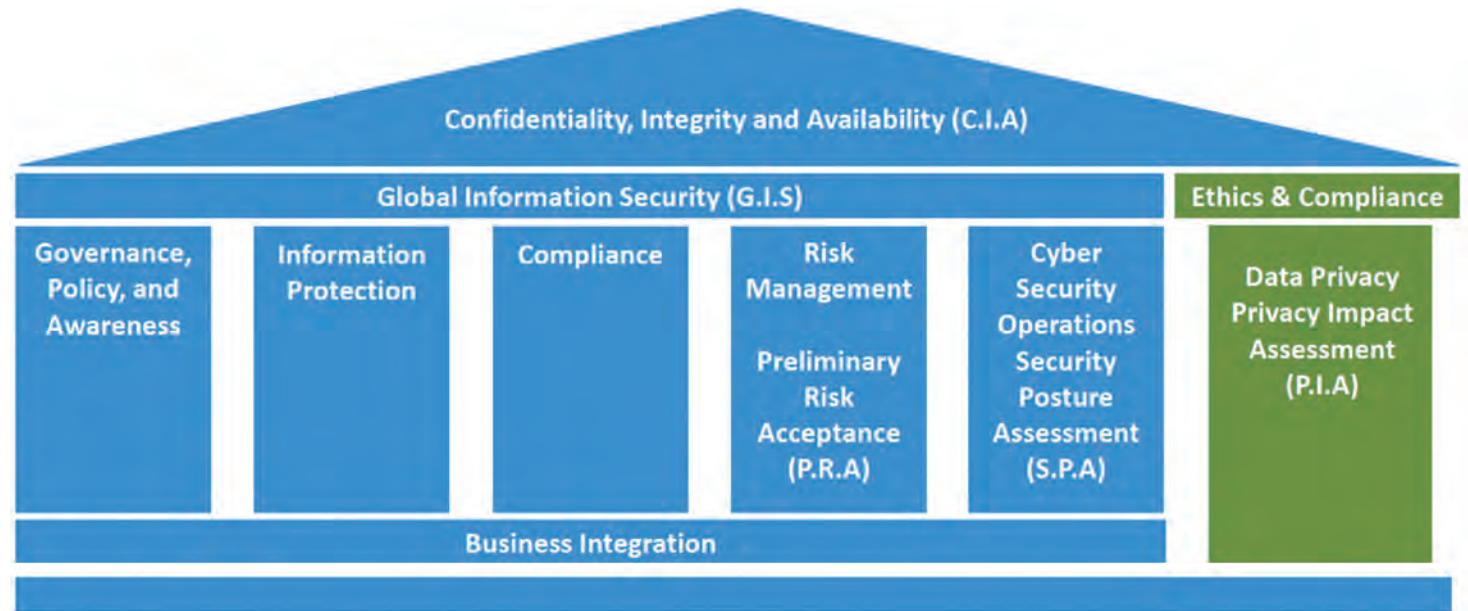 Confidentiality, Integrity and Availability (C.I.A)
Global Information Security (G.I.S)
Ethics & Compliance
Governance,
Policy, and
Awareness
Information
Protection
Compliance
Risk
Management
Preliminary
Risk
Acceptance
(P.R.A)
Cyber
Security
Operations
Security
Posture
Assessment
(S.P.A)
Data Privacy
Privacy Impact
Assessment
(P.I.A)
Business Integration